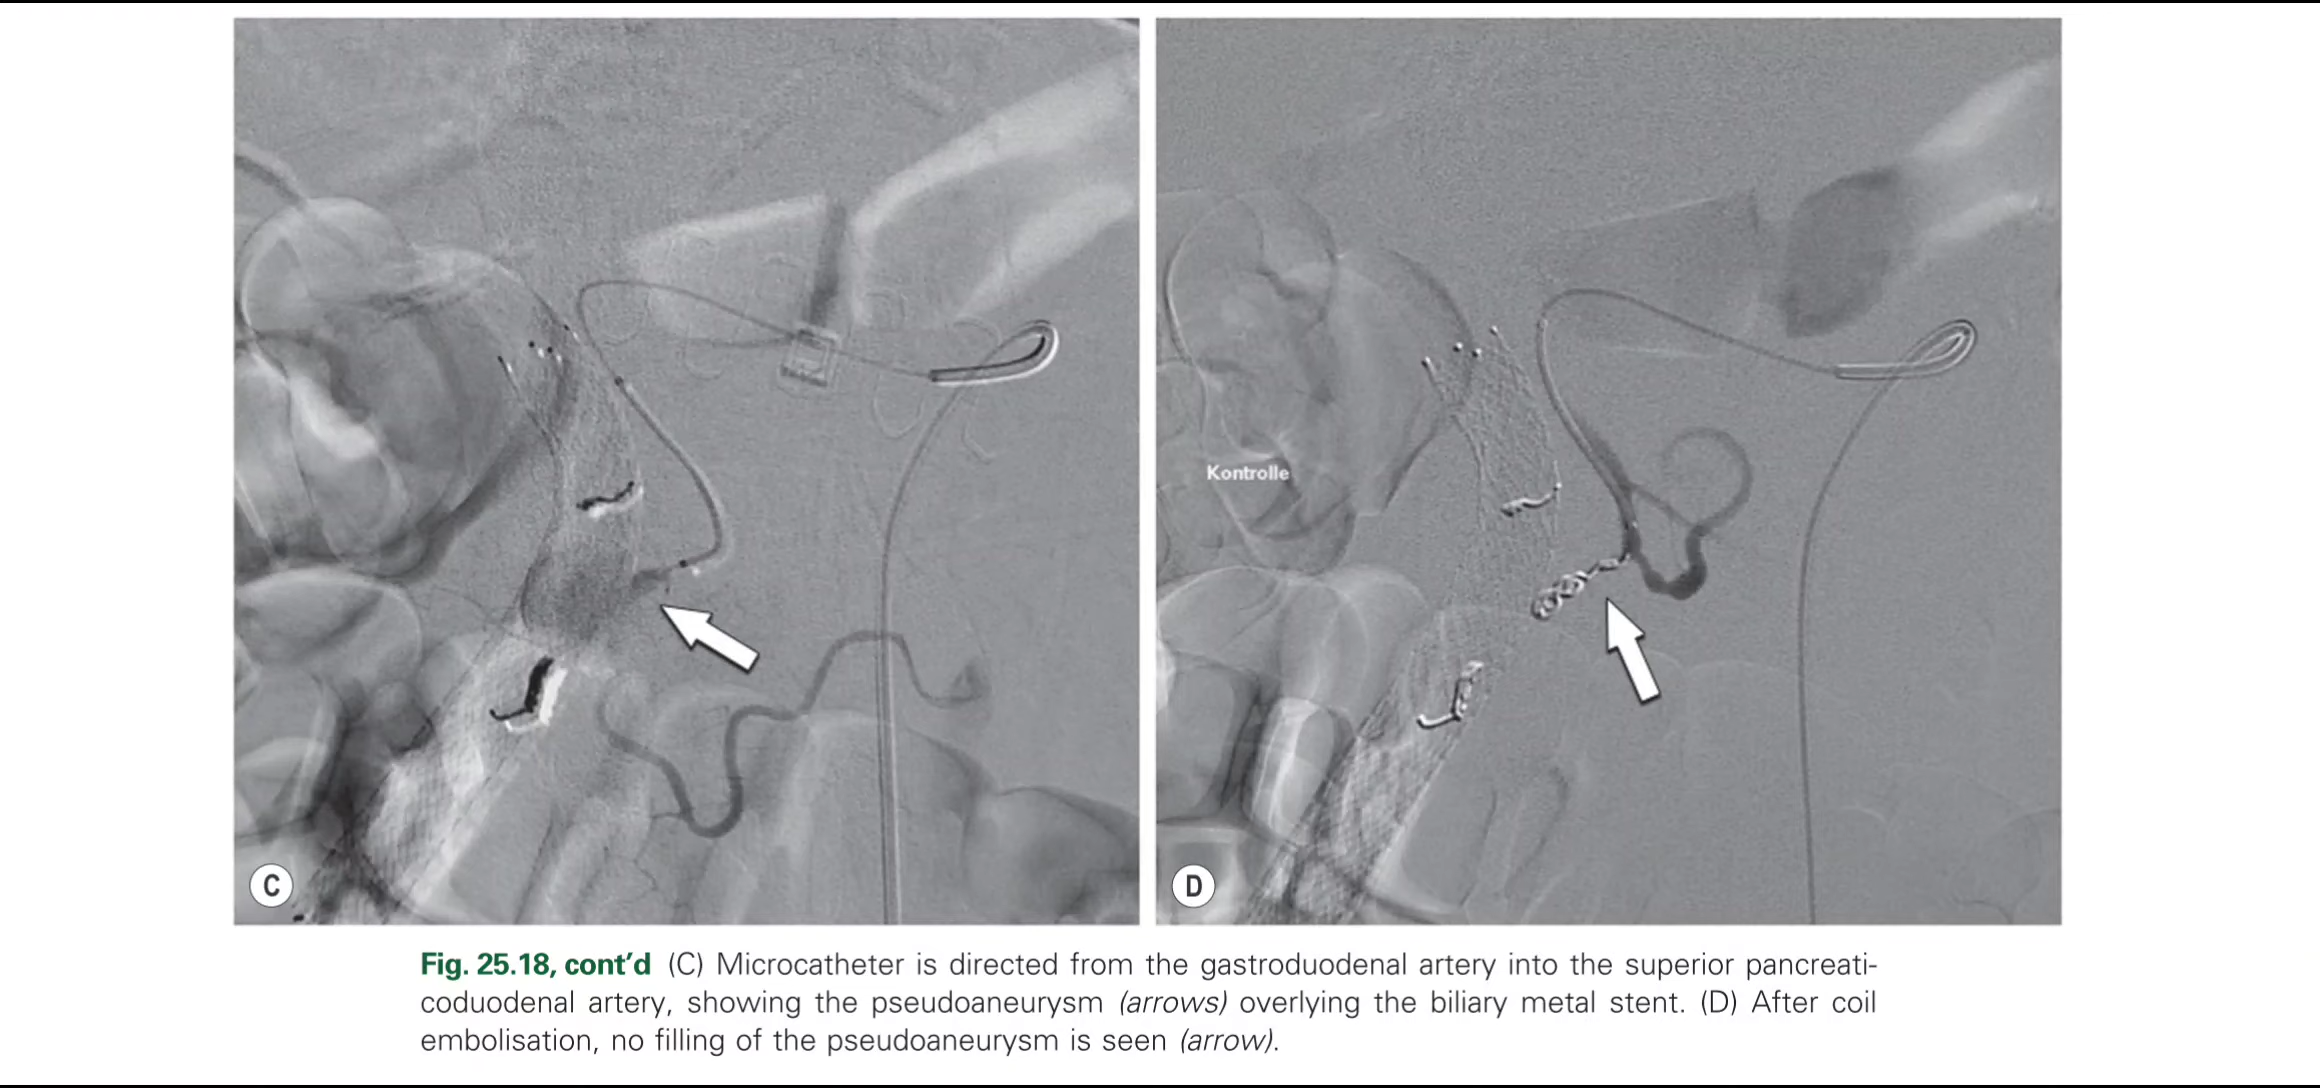 Kontrolle
C
D
Fig. 25.18, cont'd (C) Microcatheter is directed from the gastroduodenal artery into the superior pancreati-
coduodenal artery, showing the pseudoaneurysm (arrows) overlying the biliary metal stent. (D) After coil
embolisation, no filling of the pseudoaneurysm is seen (arrow).